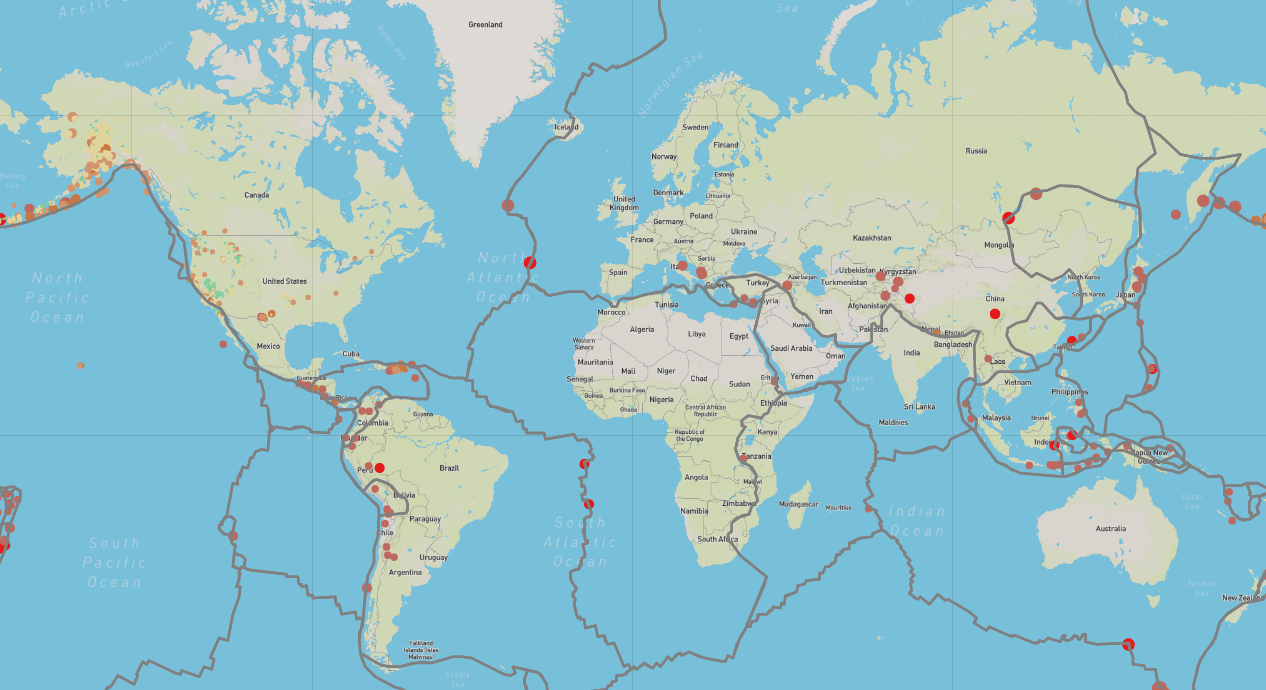 Arctic
Sea
Greenland
Beaufort Sea
Baffin Bay
Norwegian Sea
Iceland
Sweden
Finland
Norway
Russia
Estonia
Bering
Sea
Canada
Denmark
Lithuania
United
Kingdom
Poland
Germany
Ukraine
Kazakhstan
France
Austria
Moldova
Mongolia
North
Atlantic
Ocean
Serbia
Spain
Uzbekistan
Kyrgyzstan
North Korea
North
Pacific
Ocean
United States
Greece
Turkey
Azerbaijan
Turkmenistan
South Korea
Japan
China
Tunisia
Syria
Morocco
Afghanistan
Iran
Algeria
Libya
Egypt
Kuwait
Pakistan
Nepal
Bhutan
Bangladesh
Western
Sahara
Mexico
Cuba
Saudi Arabia
Oman
India
Laos
Mauritania
Mali
Niger
Chad
Sudan
Yemen
Arabian
Sea
Vietnam
Senegal
Guatemala
Burkina Faso
Guinea
Ghana
Nigeria
Ethiopia
Philippines
Guyana
Central African
Republic
Sri Lanka
Colombia
Maldives
Malaysia
Brunei
Republic of
the Congo
Kenya
Tanzania
Papua New
Guinea
Peru
Brazil
Angola
Malawi
Bolivia
Zimbabwe
Madagascar
Mauritius
Coral
Sea
Namibia
Indian
Ocean
Paraguay
Australia
Chile
South
Pacific
Ocean
South
Atlantic
Ocean
South Africa
Uruguay
Argentina
Tasman
Sea
New Zealand
Falkland
Islands (Islas
Malvinas)
Scotia
Sea